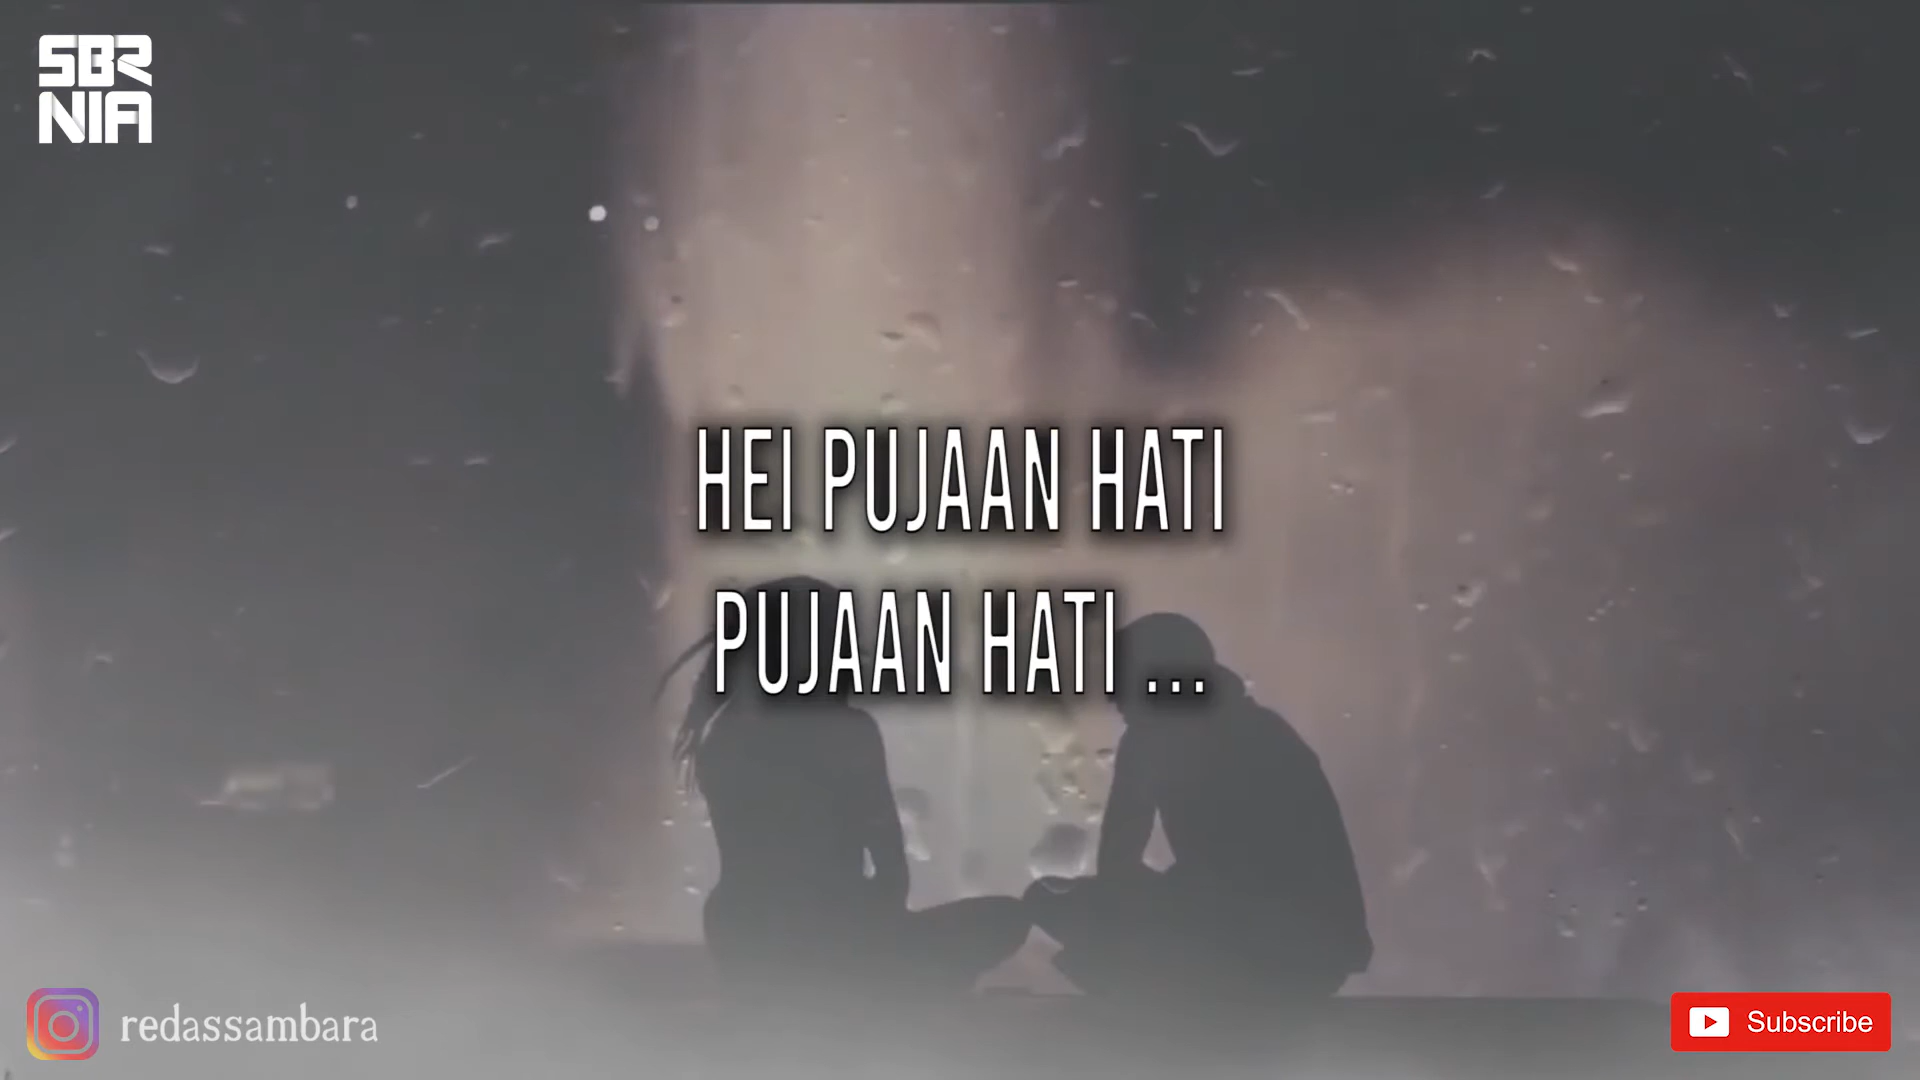 SBR
NIA
HEI PUJAAN HATI
PUJAAN HATI ...
redassambara
Subscribe